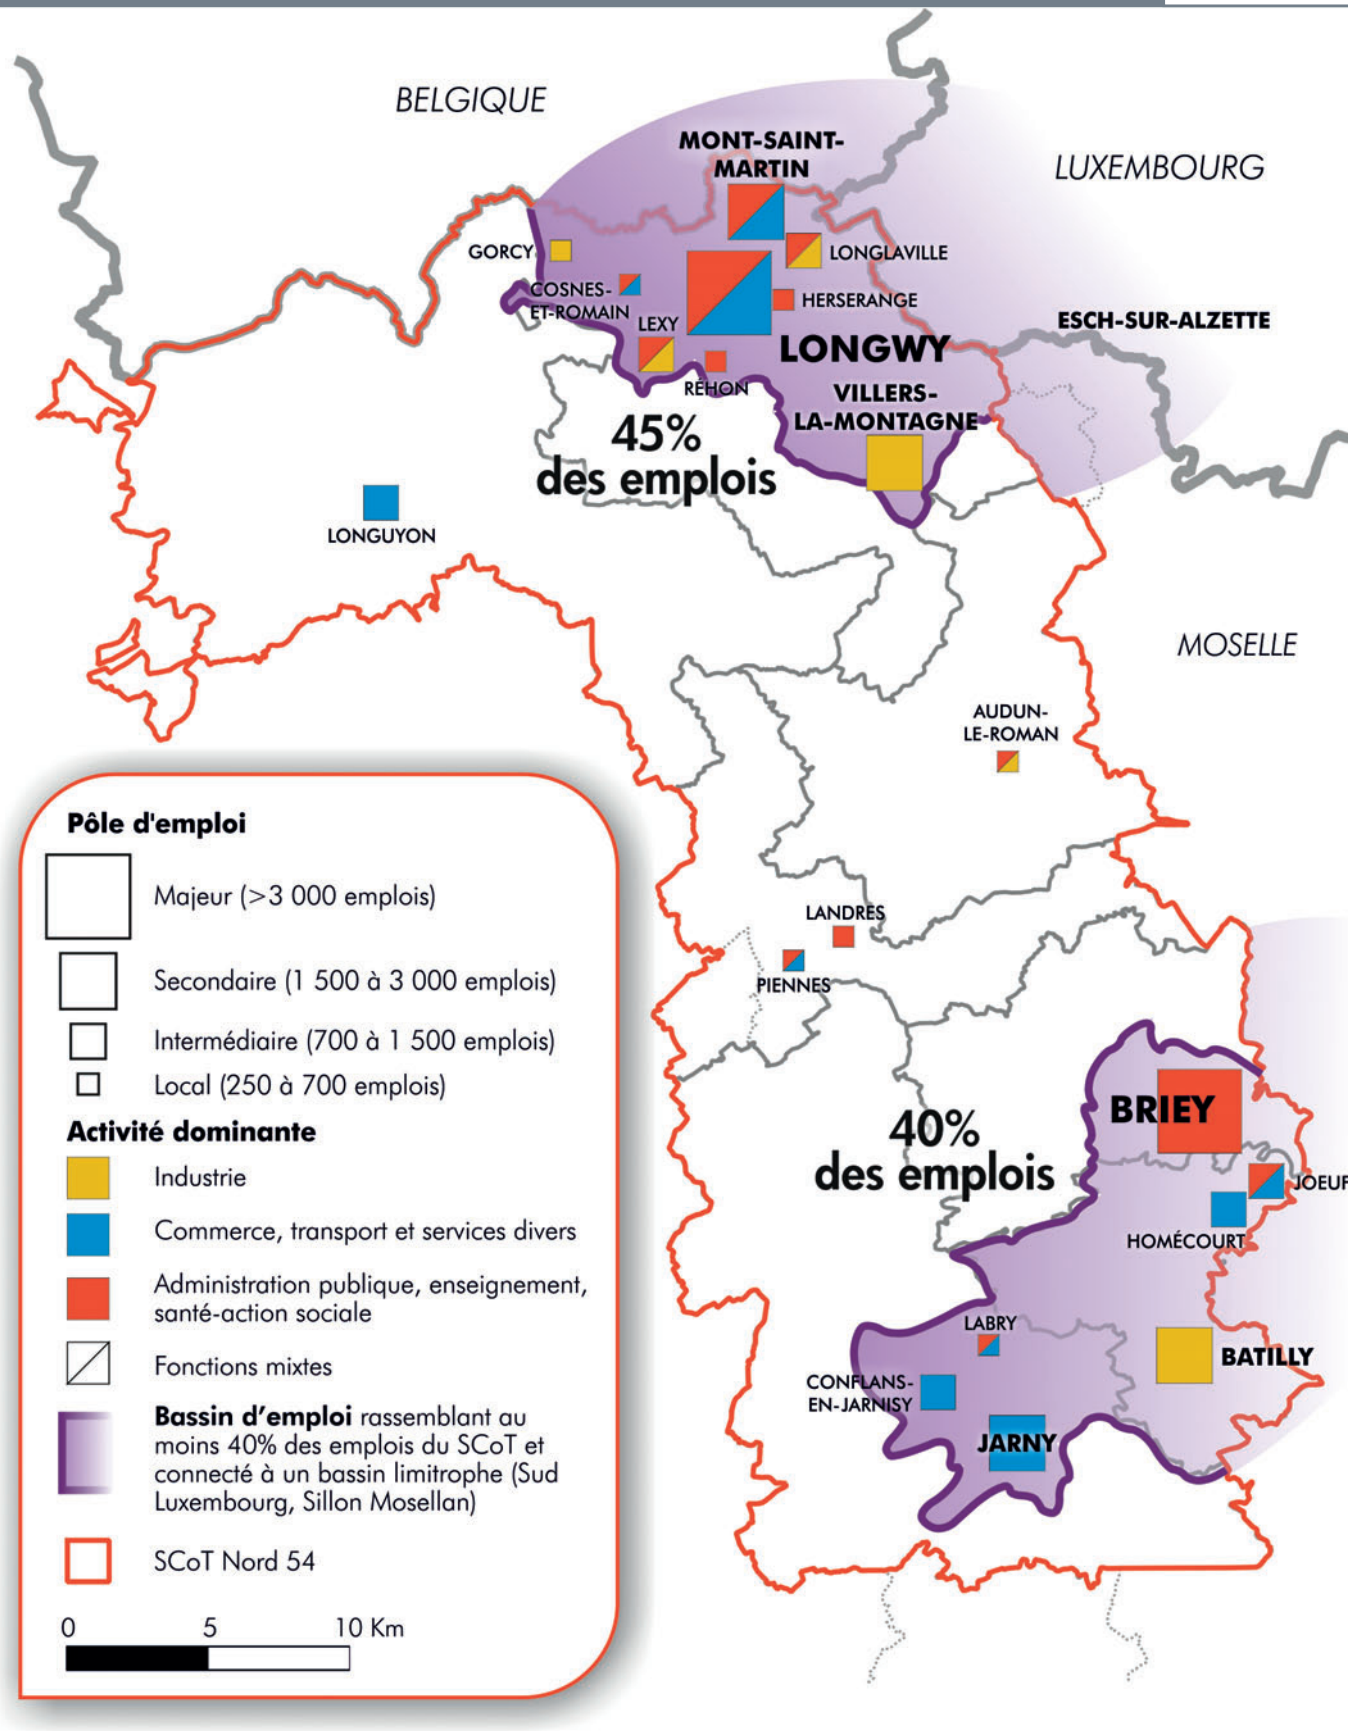 BELGIQUE
LUXEMBOURG
MONT-SAINT-
MARTIN
GORCY
LONGLAVILLE
COSNES-
ET-ROMAIN
HERSERANGE
LEXY
LONGWY
ESCH-SUR-ALZETTE
RÉHON
VILLERS-
LA-MONTAGNE
45%
des emplois
LONGUYON
MOSELLE
AUDUN-
LE-ROMAN
LANDRES
PIENNES
BRIEY
40%
des emplois
JOEUF
HOMÉCOURT
LABRY
BATILLY
CONFLANS-
EN-JARNISY
JARNY
Pôle d'emploi
Majeur (>3 000 emplois)
Secondaire (1 500 à 3 000 emplois)
Intermédiaire (700 à 1 500 emplois)
Local (250 à 700 emplois)
Activité dominante
Industrie
Commerce, transport et services divers
Administration publique, enseignement,
santé-action sociale
Fonctions mixtes
Bassin d'emploi rassemblant au
moins 40% des emplois du SCoT et
connecté à un bassin limitrophe (Sud
Luxembourg, Sillon Mosellan)
SCoT Nord 54
0 5 10 Km